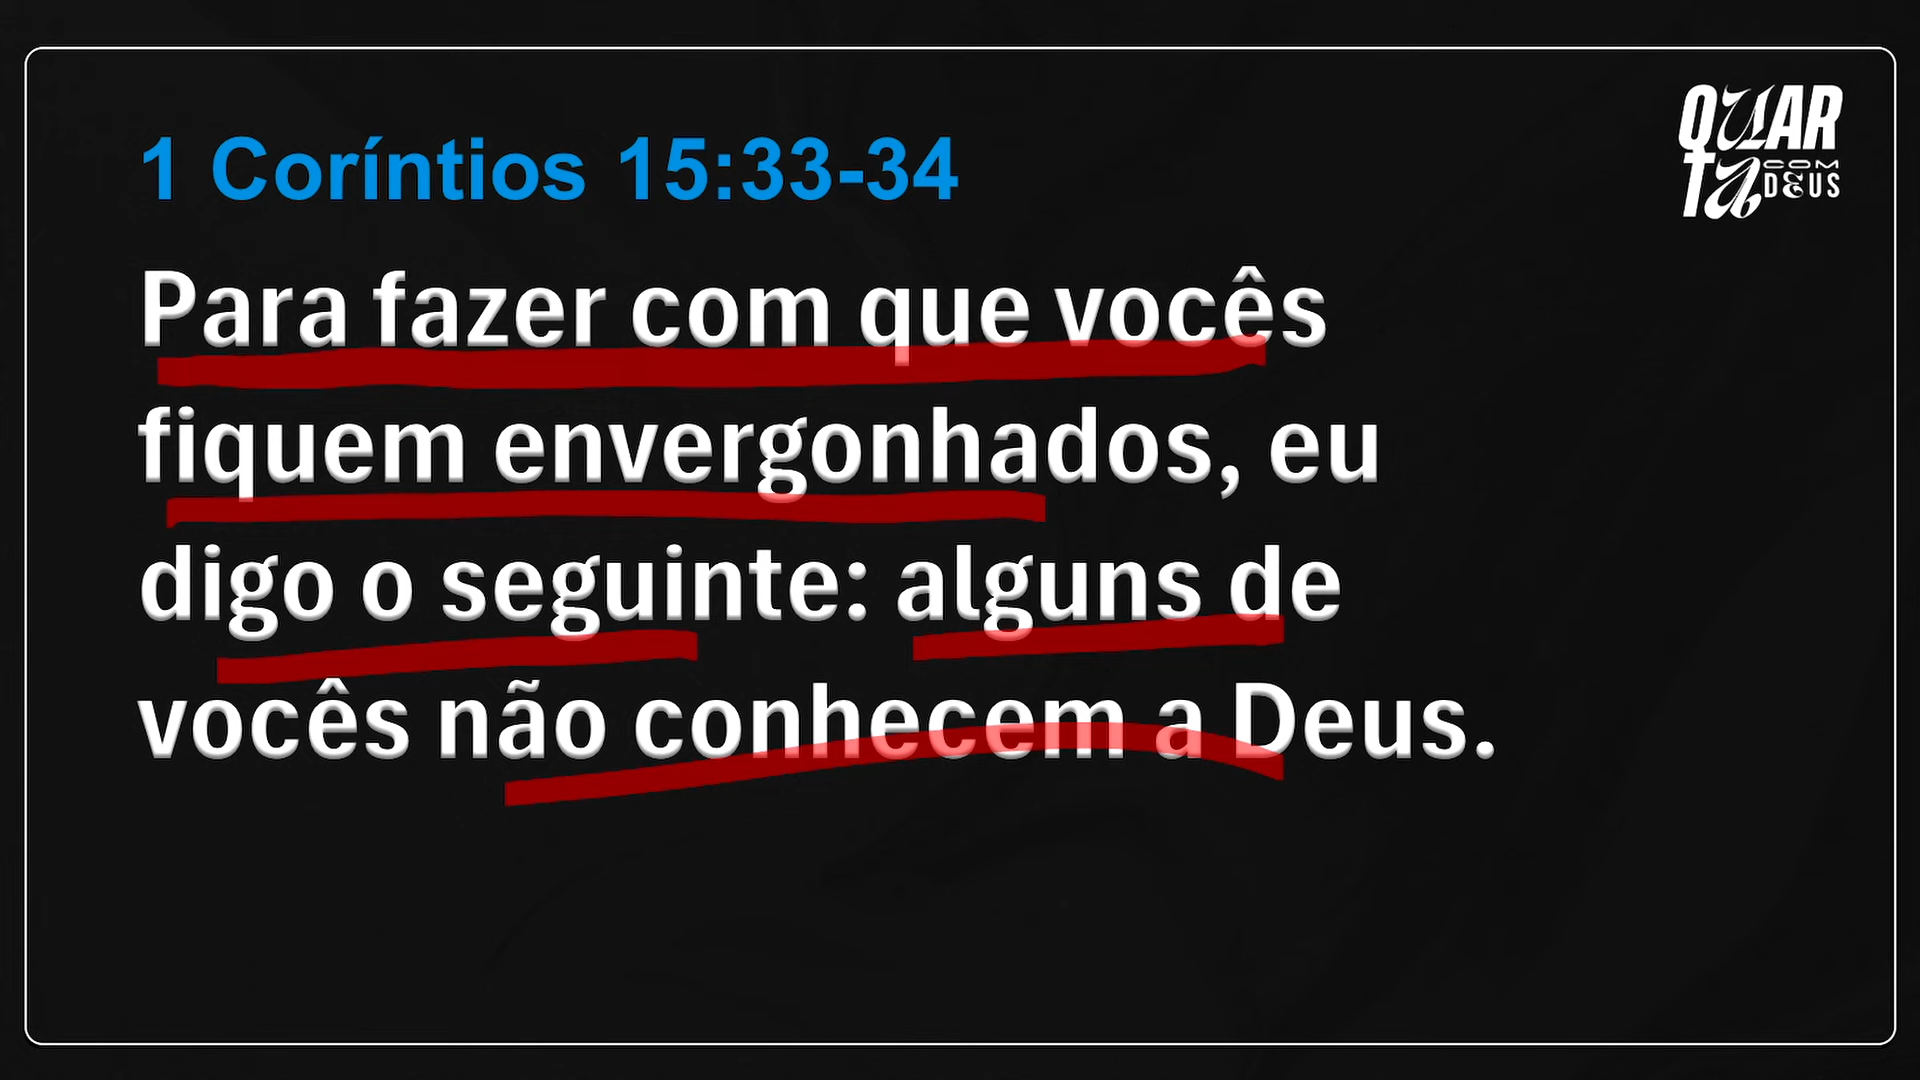 1 Coríntios 15:33-34
QUAR
TA COM
DEUS
Para fazer com que vocês
fiquem envergonhados, eu
digo o seguinte: alguns de
vocês não conhecem a Deus.